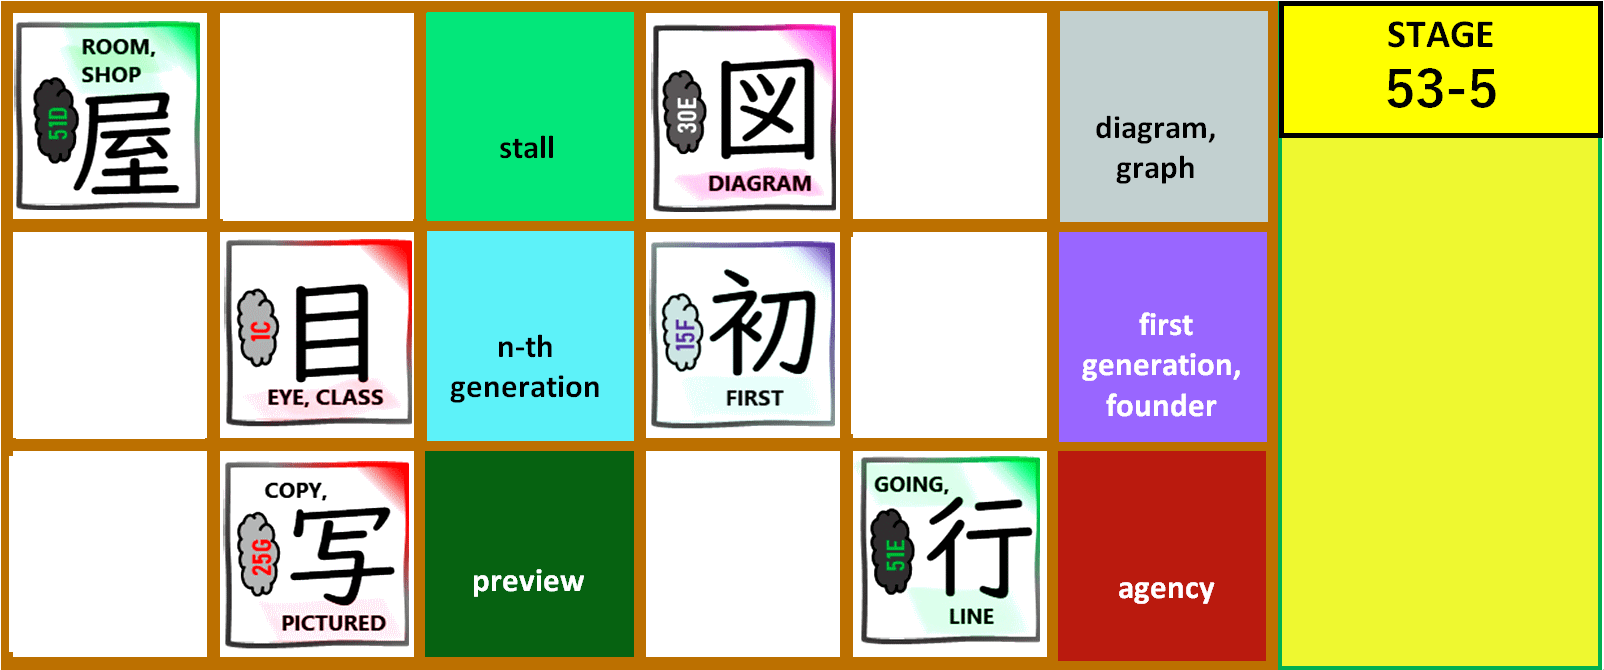 ROOM,
SHOP
51D
屋
stall
30E
図
DIAGRAM
diagram,
graph
STAGE
53-5
1C
目
EYE, CLASS
n-th
generation
15F
初
FIRST
first
generation,
founder
COPY,
25G
写
PICTURED
preview
GOING,
51E
行
LINE
agency